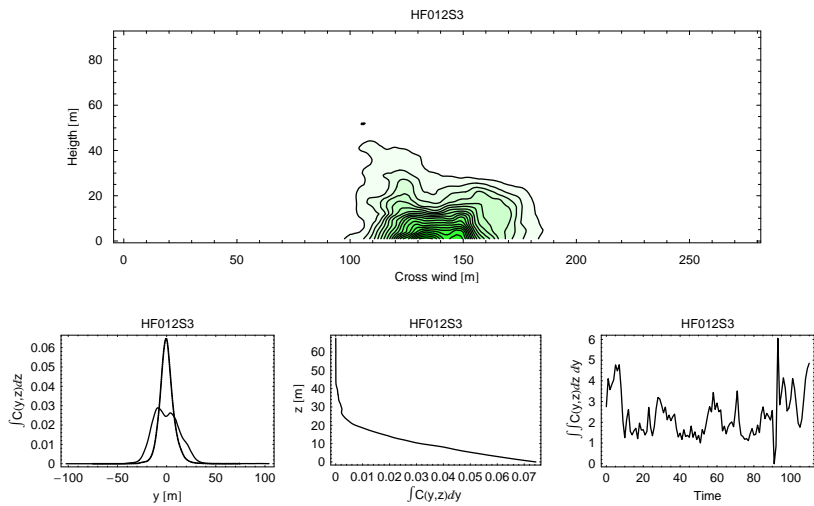 HF012S3
80
60
40
20
0
Heigth [m]
0 50 100 150 200 250
Cross wind [m]
HF012S3
0.06
0.05
0.04
0.03
0.02
0.01
0
∫C(y,z)dz
−100 −50 0 50 100
y [m]
HF012S3
60
50
40
30
20
10
0
z [m]
0 0.01 0.02 0.03 0.04 0.05 0.06 0.07
∫C(y,z)dy
HF012S3
6
5
4
3
2
1
0
∫ ∫C(y,z)dz dy
0 20 40 60 80 100
Time